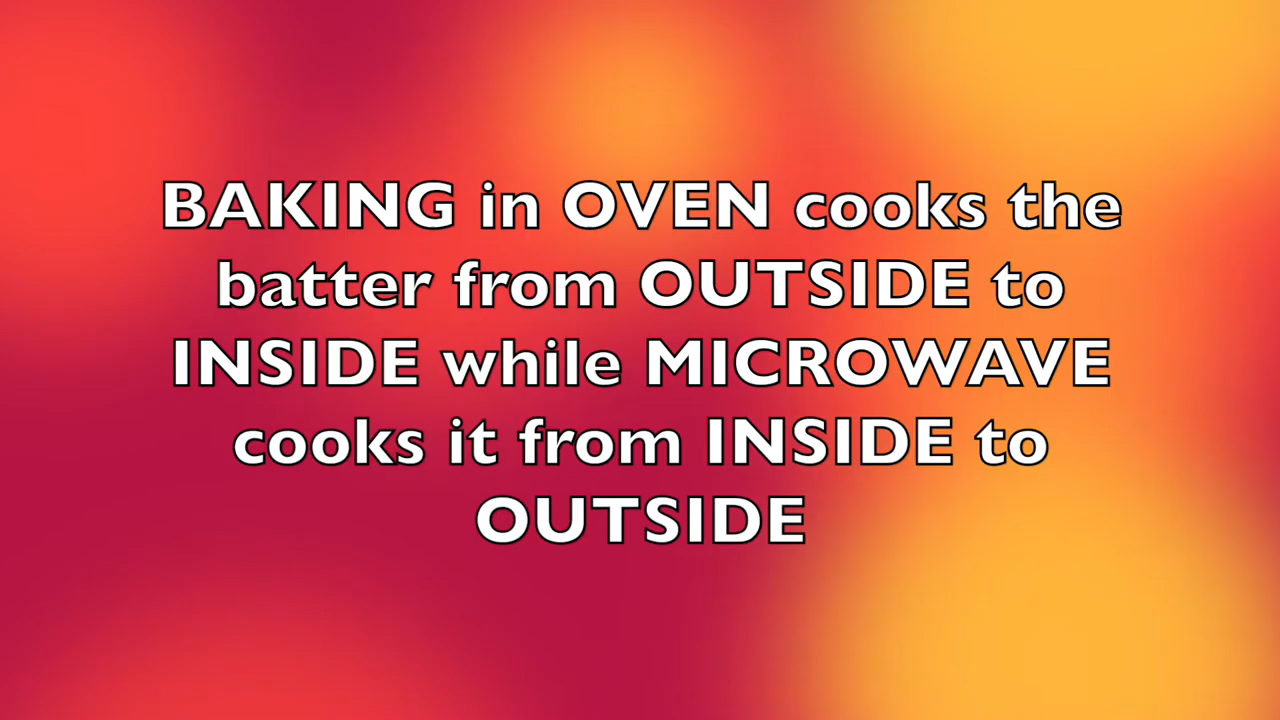 BAKING in OVEN cooks the
batter from OUTSIDE to
INSIDE while MICROWAVE
cooks it from INSIDE to
OUTSIDE